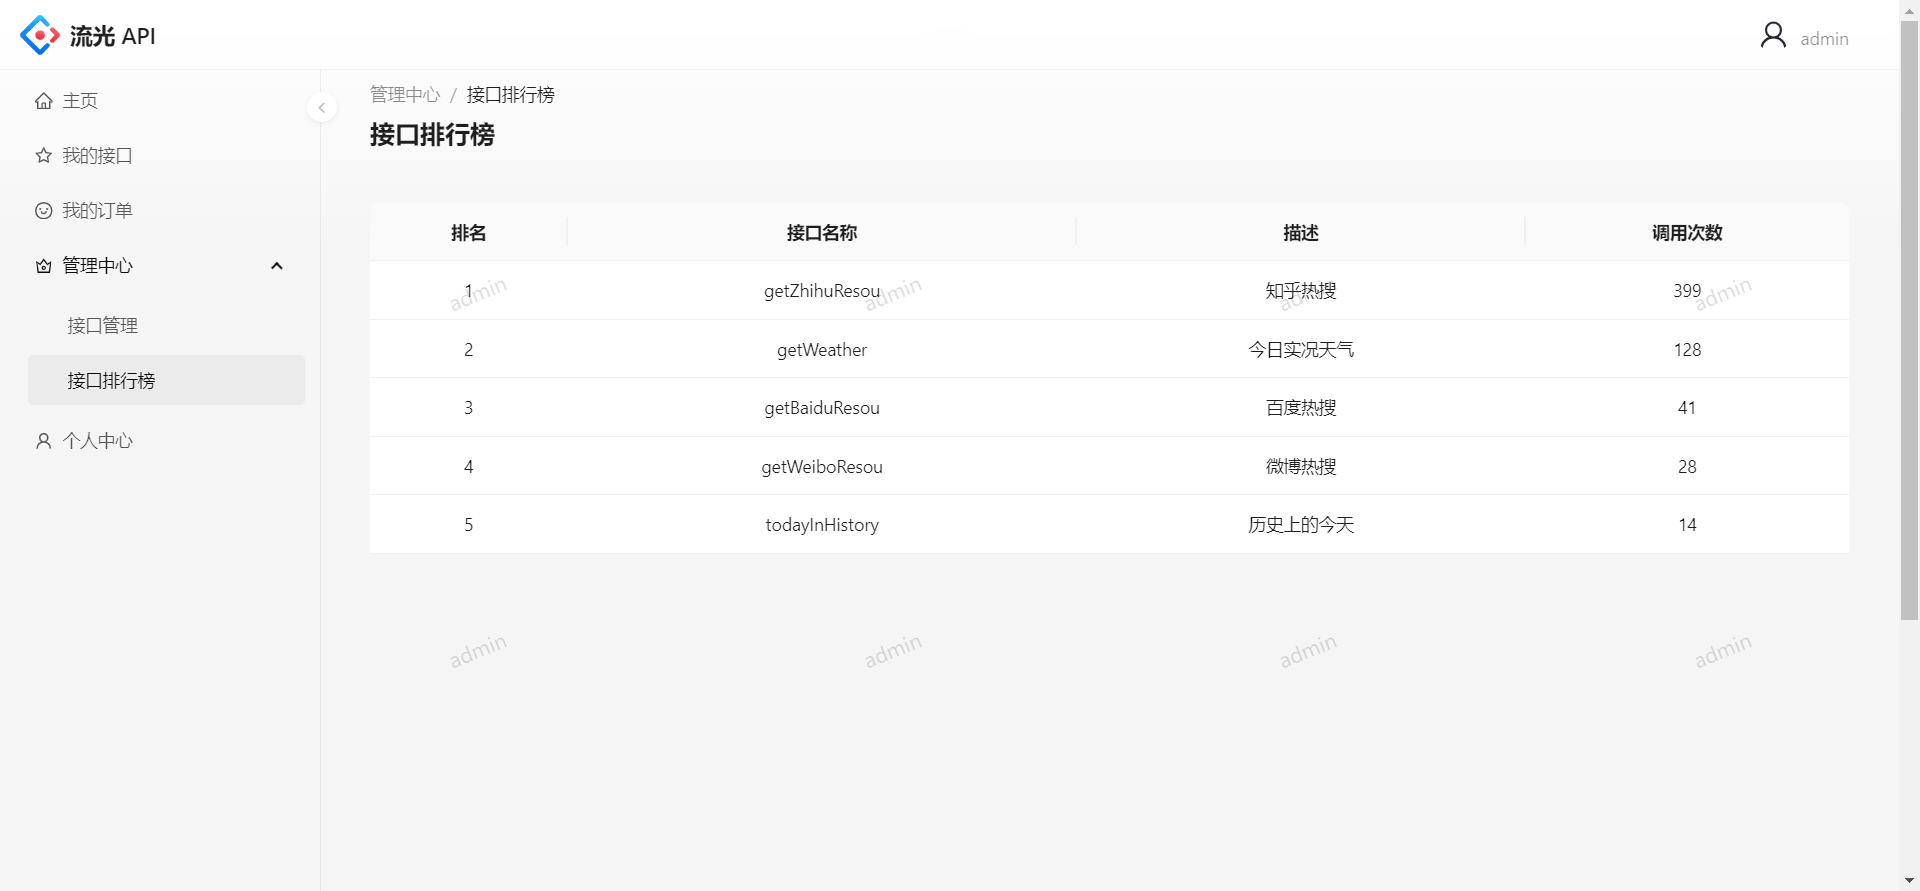 流光 API
admin
主页
我的接口
我的订单
管理中心
接口管理
接口排行榜
个人中心
管理中心 / 接口排行榜
接口排行榜
排名 接口名称 描述 调用次数
1 getZhihuResou 知乎热搜 399
admin admin admin admin
2 getWeather 今日实况天气 128
3 getBaiduResou 百度热搜 41
4 getWeiboResou 微博热搜 28
5 todayInHistory 历史上的今天 14
admin admin admin admin